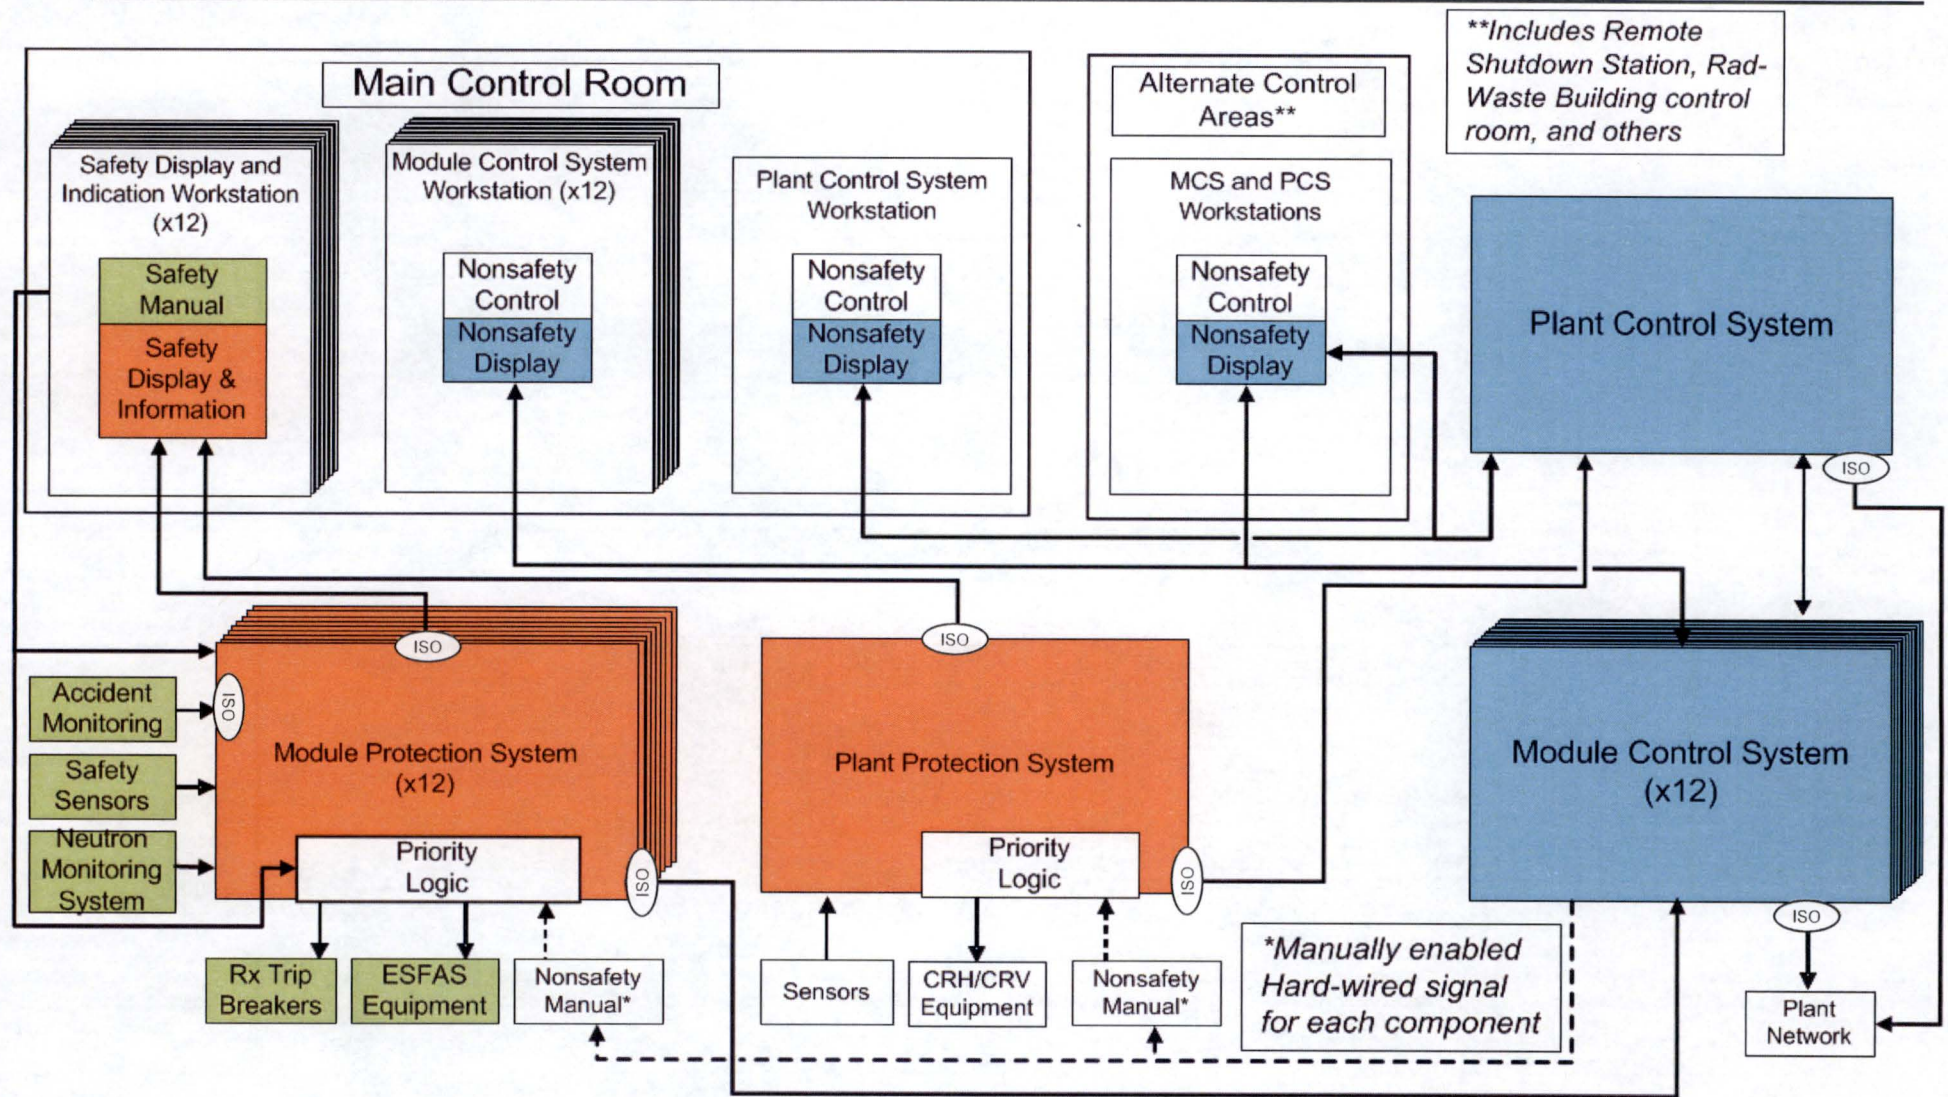 **Includes Remote
Shutdown Station, Rad-
Waste Building control
room, and others
Main Control Room
Alternate Control
Areas**
Safety Display and
Indication Workstation
(x12)
Safety
Manual
Safety
Display &
Information
Module Control System
Workstation (x12)
Nonsafety
Control
Nonsafety
Display
Plant Control System
Workstation
Nonsafety
Control
Nonsafety
Display
MCS and PCS
Workstations
Nonsafety
Control
Nonsafety
Display
Plant Control System
ISO
ISO
ISO
Accident
Monitoring
ISO
Safety
Sensors
Neutron
Monitoring
System
Module Protection System
(x12)
Priority
Logic
ISO
Plant Protection System
Priority
Logic
ISO
Module Control System
(x12)
ISO
Rx Trip
Breakers
ESFAS
Equipment
Nonsafety
Manual*
Sensors
CRH/CRV
Equipment
Nonsafety
Manual*
*Manually enabled
Hard-wired signal
for each component
Plant
Network